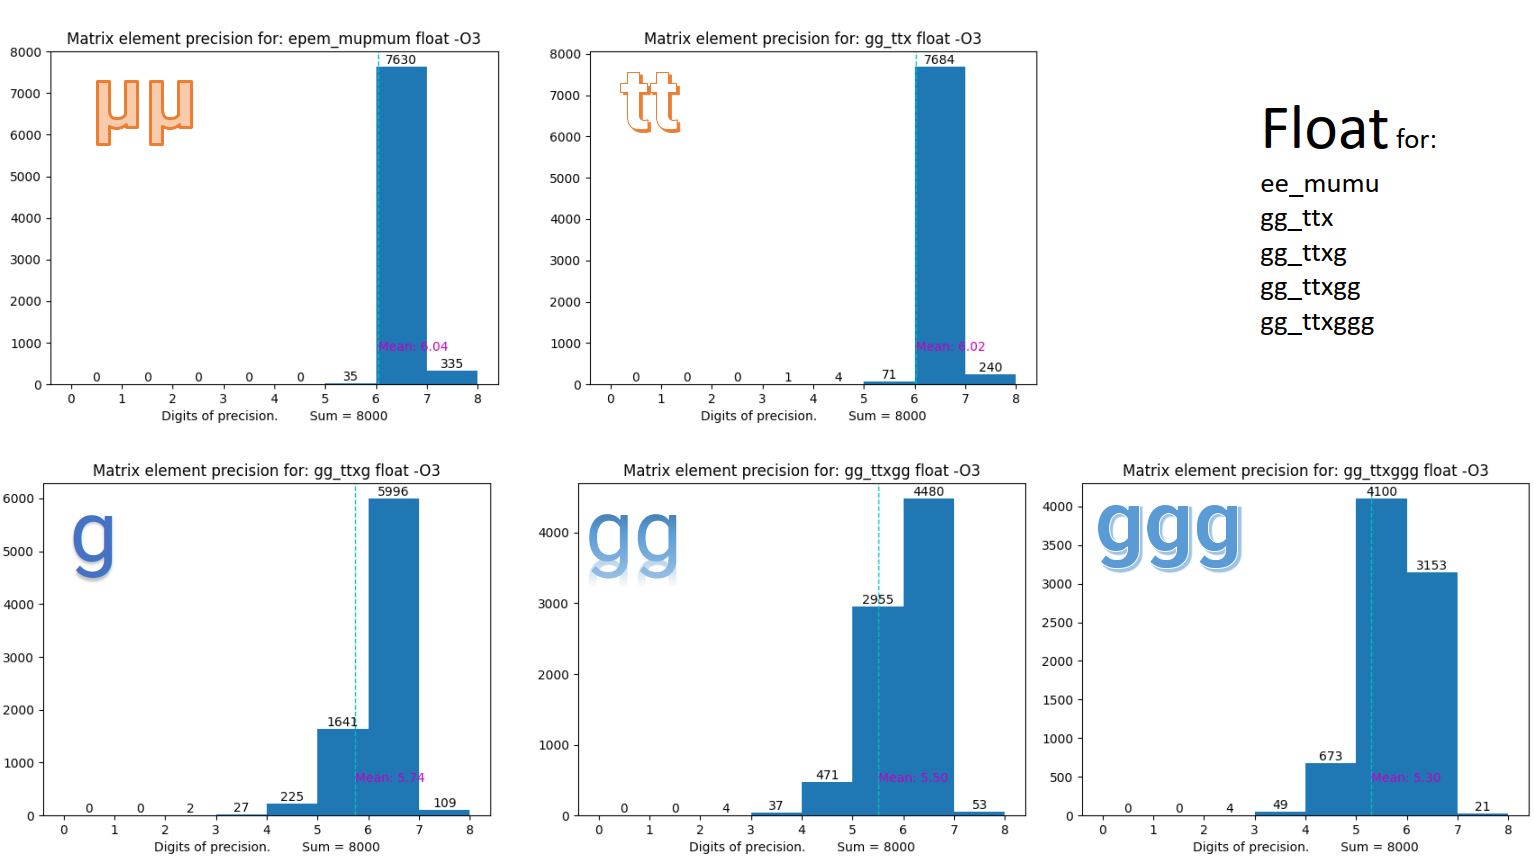 Matrix element precision for: epem_mupmum float -O3
8000
7000
6000
5000
4000
3000
2000
1000
0
µµ
7630
Mean: 6.04
0 0 0 0 0 35 335
0 1 2 3 4 5 6 7 8
Digits of precision. Sum = 8000
Matrix element precision for: gg_ttx float -O3
8000
7000
6000
5000
4000
3000
2000
1000
0
tt
7684
Mean: 6.02
0 0 0 1 4 71 240
0 1 2 3 4 5 6 7 8
Digits of precision. Sum = 8000
Float for:
ee_mumu
gg_ttx
gg_ttxg
gg_ttxgg
gg_ttxggg
Matrix element precision for: gg_ttxg float -O3
6000
5000
4000
3000
2000
1000
0
g
5996
1641
Mean: 5.74
0 0 2 27 225 109
0 1 2 3 4 5 6 7 8
Digits of precision. Sum = 8000
Matrix element precision for: gg_ttxgg float -O3
4000
3000
2000
1000
0
gg
4480
2955
Mean: 5.50
0 0 4 37 471 53
0 1 2 3 4 5 6 7 8
Digits of precision. Sum = 8000
Matrix element precision for: gg_ttxggg float -O3
4000
3500
3000
2500
2000
1500
1000
500
0
ggg
4100
3153
673
Mean: 5.30
0 0 4 49 21
0 1 2 3 4 5 6 7 8
Digits of precision. Sum = 8000